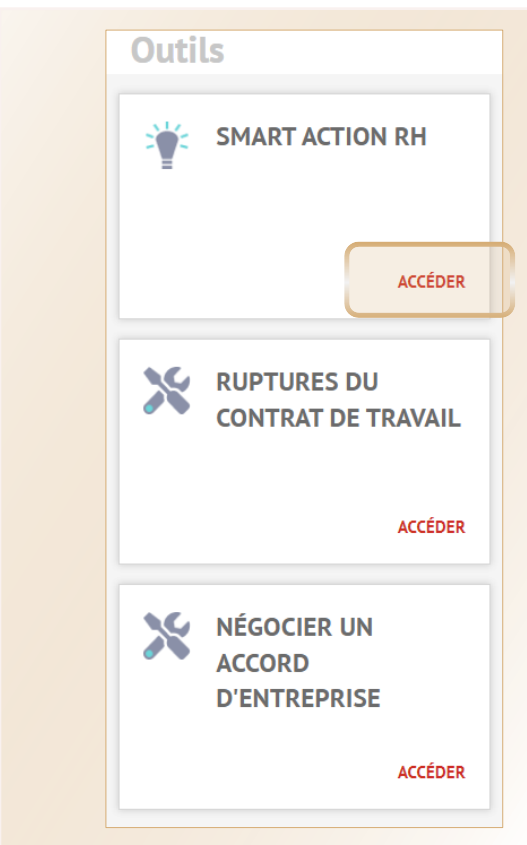 Outils
SMART ACTION RH
ACCÉDER
RUPTURES DU
CONTRAT DE TRAVAIL
ACCÉDER
NÉGOCIER UN
ACCORD
D'ENTREPRISE
ACCÉDER